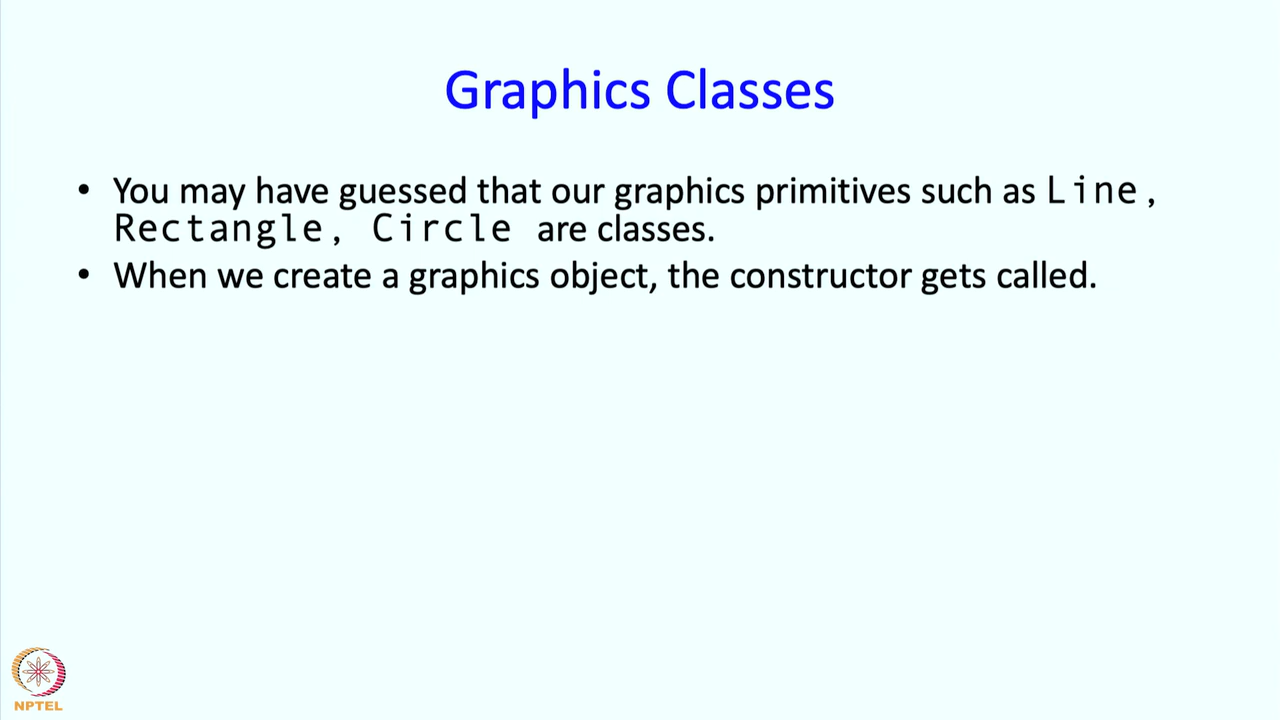 Graphics Classes
• You may have guessed that our graphics primitives such as Line,
Rectangle, Circle are classes.
• When we create a graphics object, the constructor gets called.
NPTEL